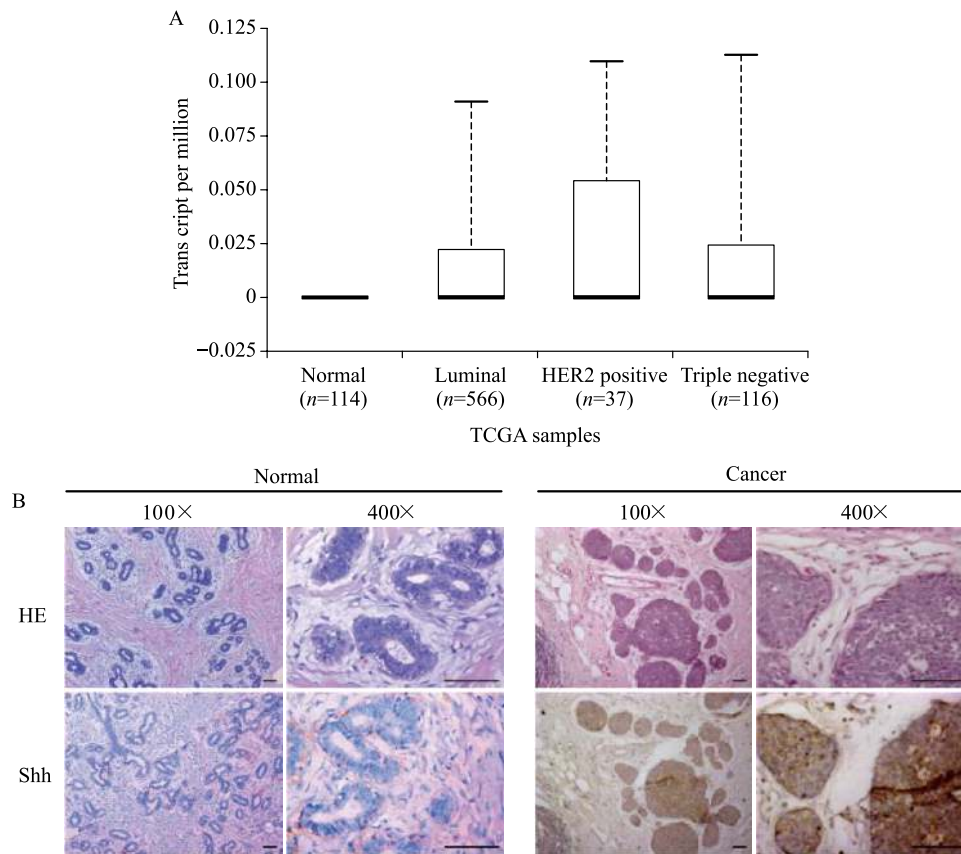 A
0.125
0.100
0.075
0.050
0.025
0
−0.025
Trans cript per million
Normal Luminal HER2 positive Triple negative
(n=114) (n=566) (n=37) (n=116)
TCGA samples
B
Normal Cancer
100× 400× 100× 400×
HE
Shh